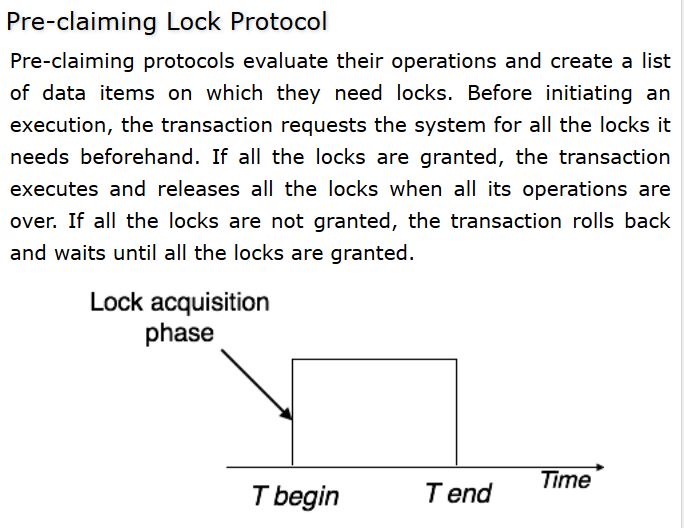 Pre-claiming Lock Protocol
Pre-claiming protocols evaluate their operations and create a list
of data items on which they need locks. Before initiating an
execution, the transaction requests the system for all the locks it
needs beforehand. If all the locks are granted, the transaction
executes and releases all the locks when all its operations are
over. If all the locks are not granted, the transaction rolls back
and waits until all the locks are granted.
Lock acquisition
phase
T begin
T end
Time